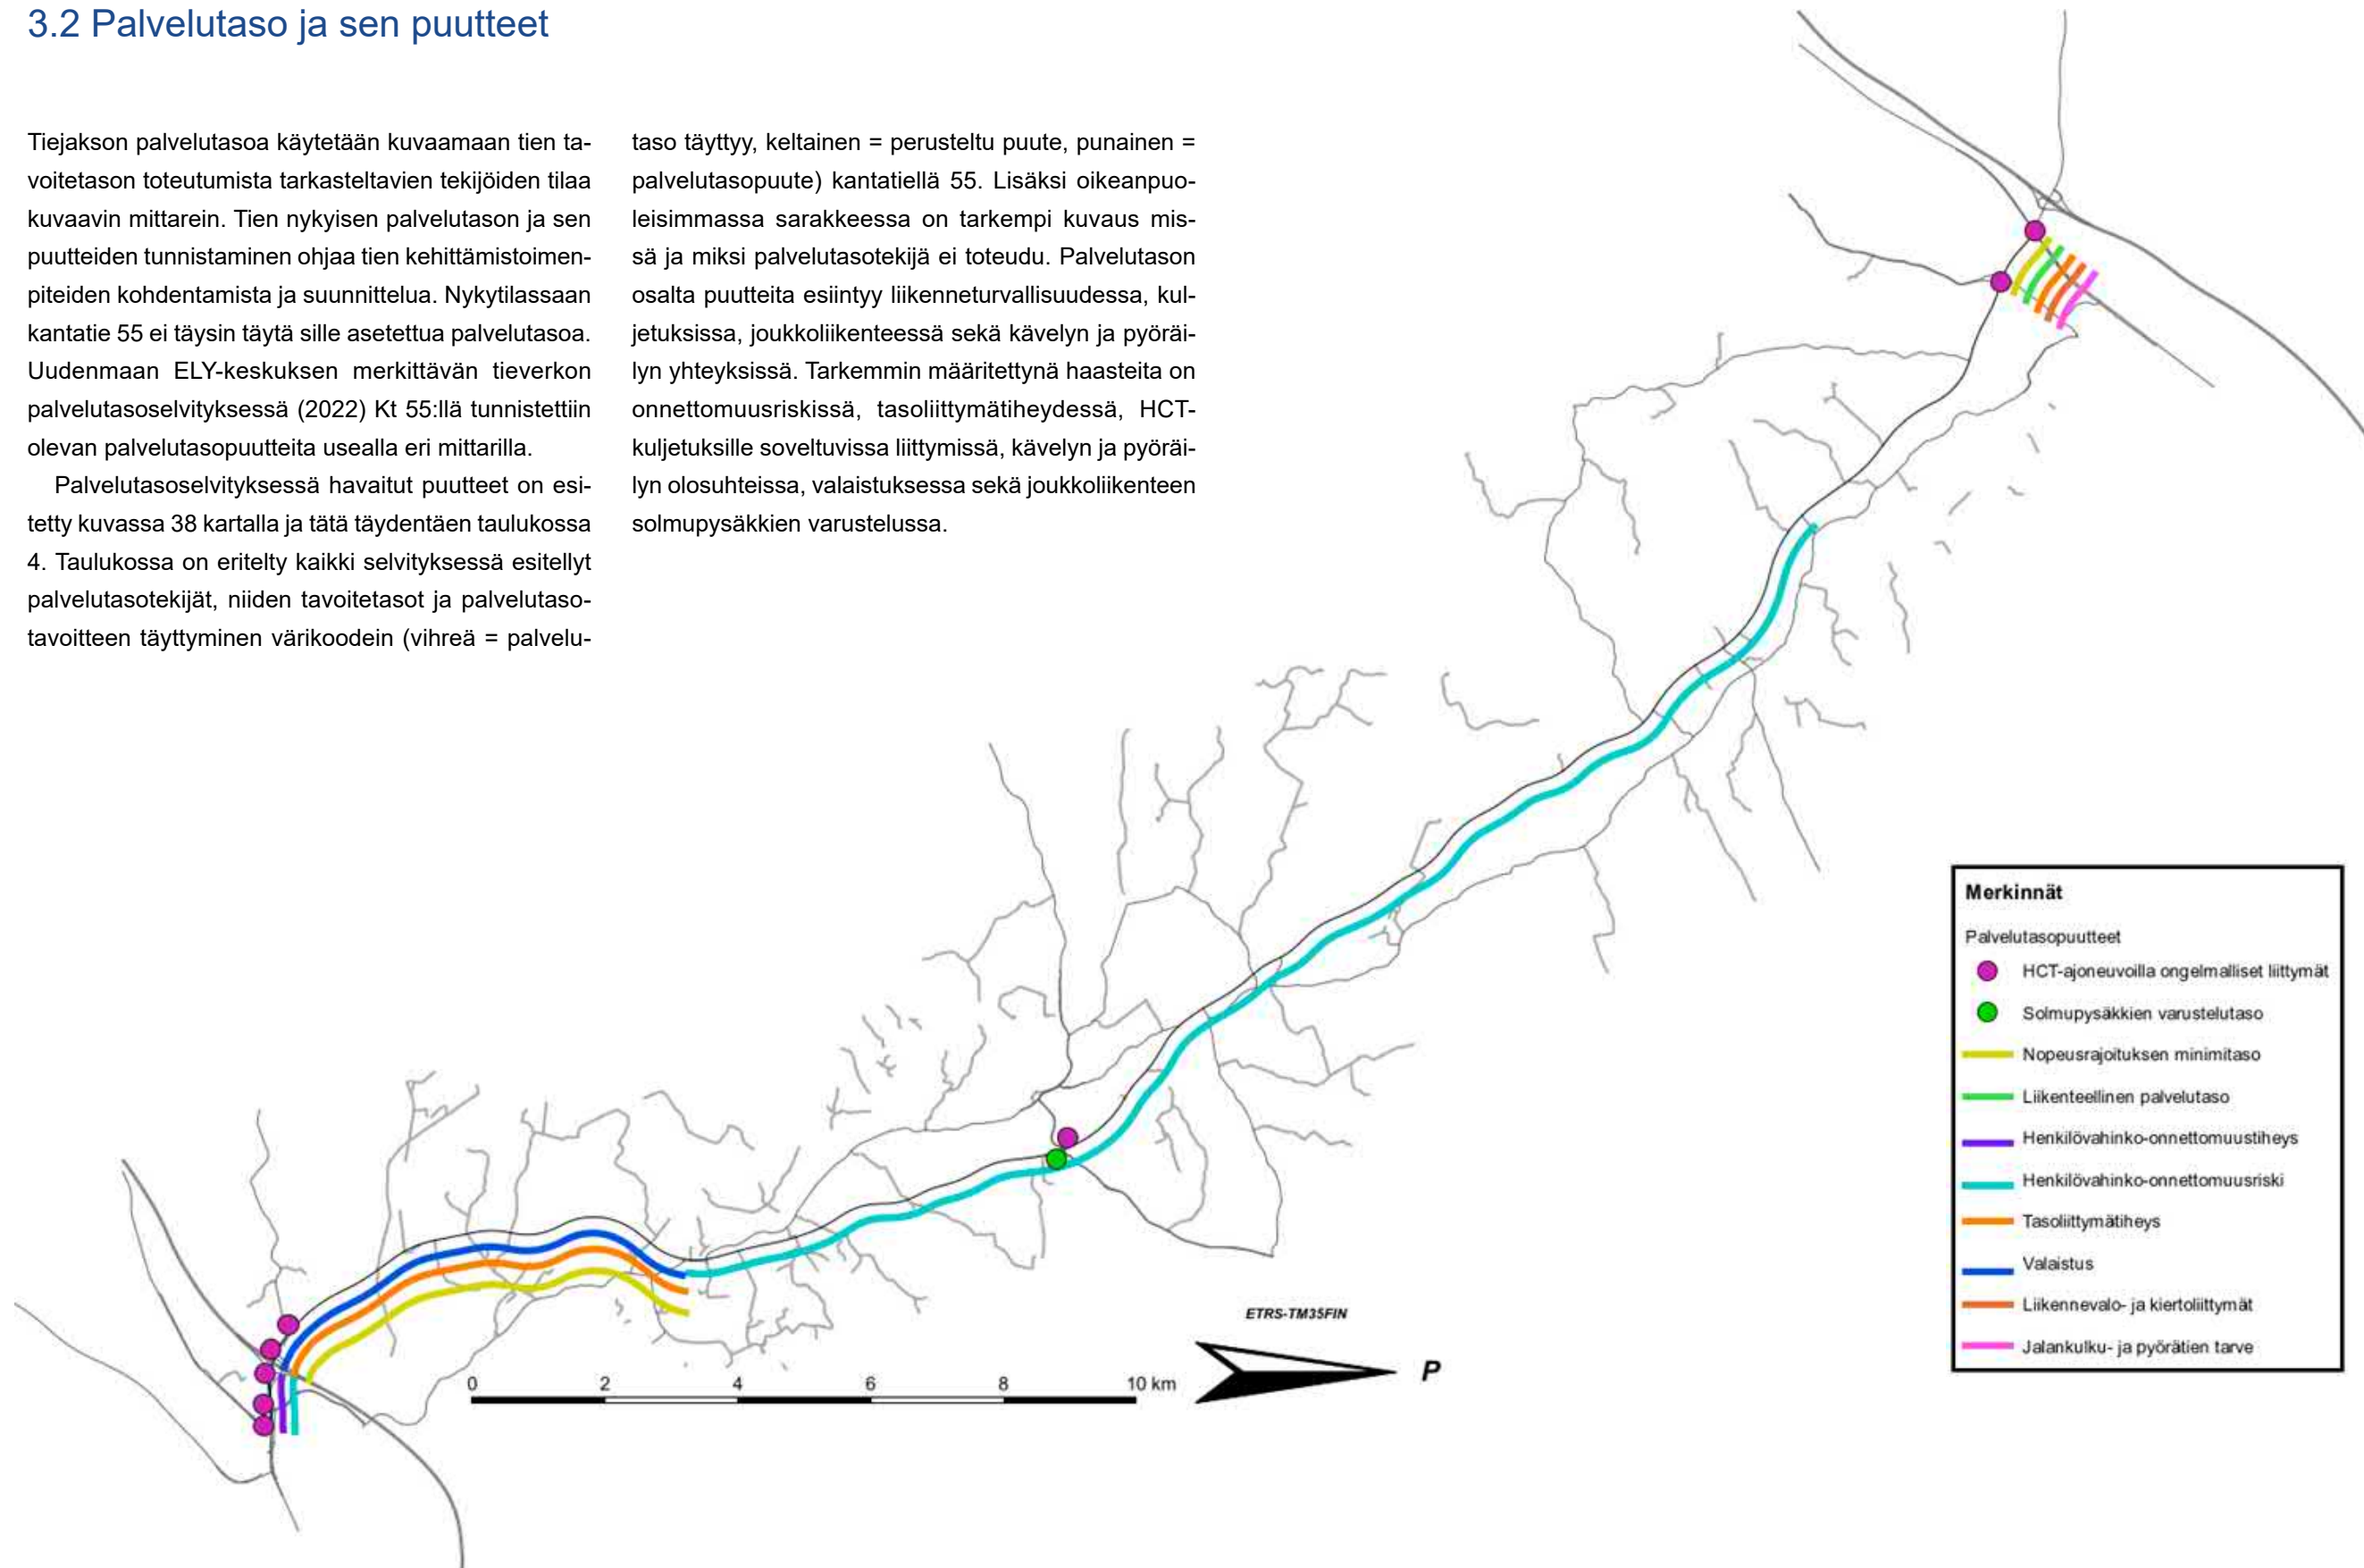 3.2 Palvelutaso ja sen puutteet
Tiejakson palvelutasoa käytetään kuvaamaan tien ta-
voitetason toteutumista tarkasteltavien tekijöiden tilaa
kuvaavin mittarein. Tien nykyisen palvelutason ja sen
puutteiden tunnistaminen ohjaa tien kehittämistoimen-
piteiden kohdentamista ja suunnittelua. Nykytilassaan
kantatie 55 ei täysin täytä sille asetettua palvelutasoa.
Uudenmaan ELY-keskuksen merkittävän tieverkon
palvelutasoselvityksessä (2022) Kt 55:llä tunnistettiin
olevan palvelutasopuutteita usealla eri mittarilla.
Palvelutasoselvityksessä havaitut puutteet on esi-
tetty kuvassa 38 kartalla ja tätä täydentäen taulukossa
4. Taulukossa on eritelty kaikki selvityksessä esitellyt
palvelutasotekijät, niiden tavoitetasot ja palvelutaso-
tavoitteen täyttyminen värikoodein (vihreä = palvelu-
taso täyttyy, keltainen = perusteltu puute, punainen =
palvelutasopuute) kantatiellä 55. Lisäksi oikeanpuo-
leisimmassa sarakkeessa on tarkempi kuvaus mis-
sä ja miksi palvelutasotekijä ei toteudu. Palvelutason
osalta puutteita esiintyy liikenneturvallisuudessa, kul-
jetuksissa, joukkoliikenteessä sekä kävelyn ja pyöräi-
lyn yhteyksissä. Tarkemmin määritettynä haasteita on
onnettomuusriskissä, tasoliittymätiheydessä, HCT-
kuljetuksille soveltuvissa liittymissä, kävelyn ja pyöräi-
lyn olosuhteissa, valaistuksessa sekä joukkoliikenteen
solmupysäkkien varustelussa.
Merkinnät
Palvelutasopuutteet
HCT-ajoneuvoilla ongelmalliset liittymät
Solmupysäkkien varustelutaso
Nopeusrajoituksen minimitaso
Liikenteellinen palvelutaso
Henkilövahinko-onnettomuustiheys
Henkilövahinko-onnettomuusriski
Tasoliittymätiheys
Valaistus
Liikennevalo- ja kiertoliittymät
Jalankulku- ja pyörätien tarve
ETRS-TM35FIN
P
0 2 4 6 8 10 km